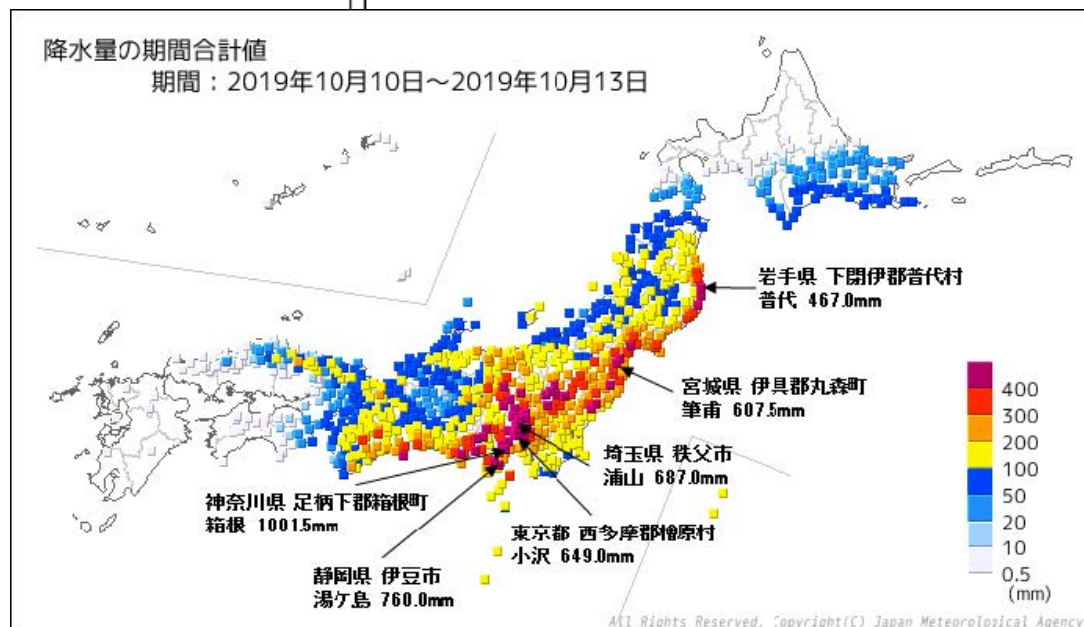 降水量の期間合計値
期間：2019年10月10日～2019年10月13日
岩手県 下閉伊郡普代村
普代 467.0mm
宮城県 伊具郡丸森町
筆甫 607.5mm
埼玉県 秩父市
浦山 687.0mm
神奈川県 足柄下郡箱根町
箱根 1001.5mm
東京都 西多摩郡檜原村
小沢 649.0mm
静岡県 伊豆市
湯ケ島 760.0mm
400
300
200
100
50
20
10
0.5
(mm)
All Rights Reserved. Copyright(C) Japan Meteorological Agency